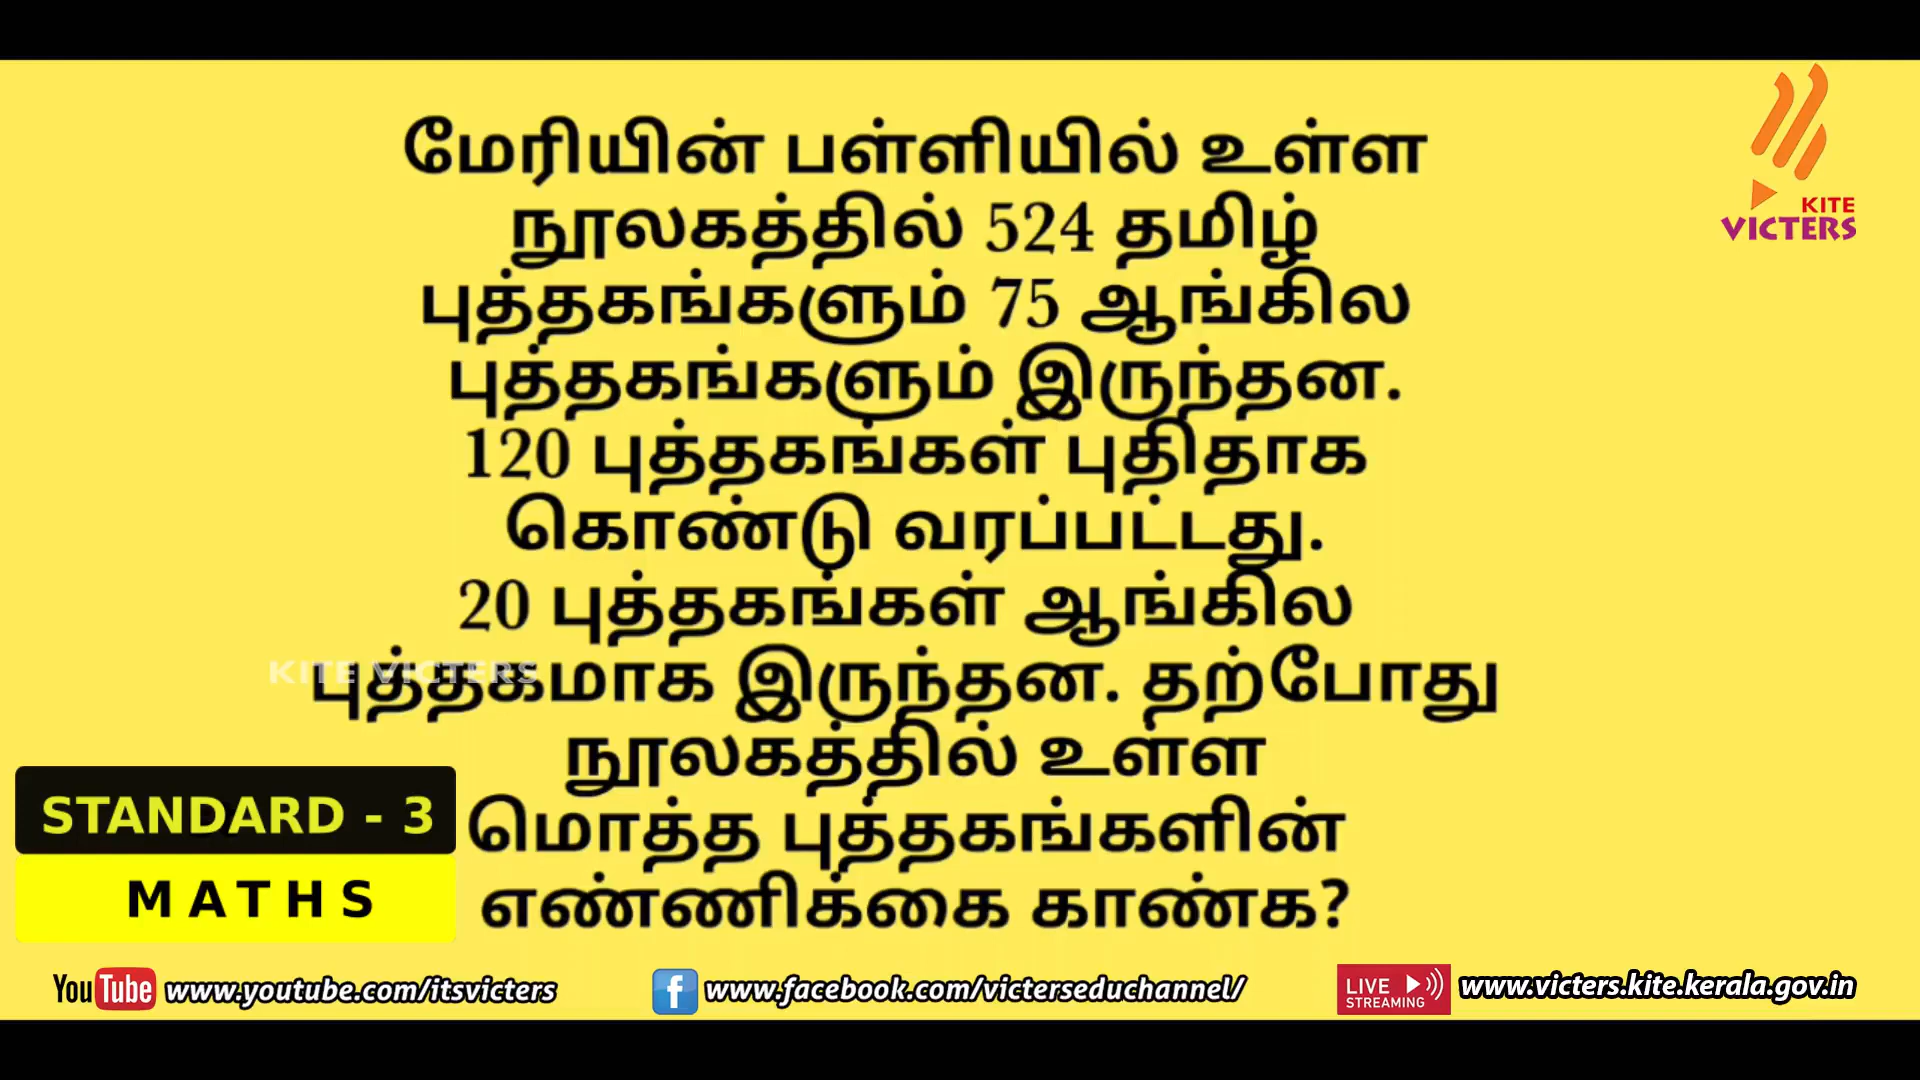 மேரியின் பள்ளியில் உள்ள
நூலகத்தில் 524 தமிழ்
புத்தகங்களும் 75 ஆங்கில
புத்தகங்களும் இருந்தன.
120 புத்தகங்கள் புதிதாக
கொண்டு வரப்பட்டது.
20 புத்தகங்கள் ஆங்கில
புத்தகமாக இருந்தன. தற்போது
நூலகத்தில் உள்ள
மொத்த புத்தகங்களின்
எண்ணிக்கை காண்க?
KITE VICTERS
KITE
VICTERS
STANDARD - 3
MATHS
YouTube www.youtube.com/itsvicters
f www.facebook.com/victerseduchannel/
LIVE STREAMING www.victers.kite.kerala.gov.in